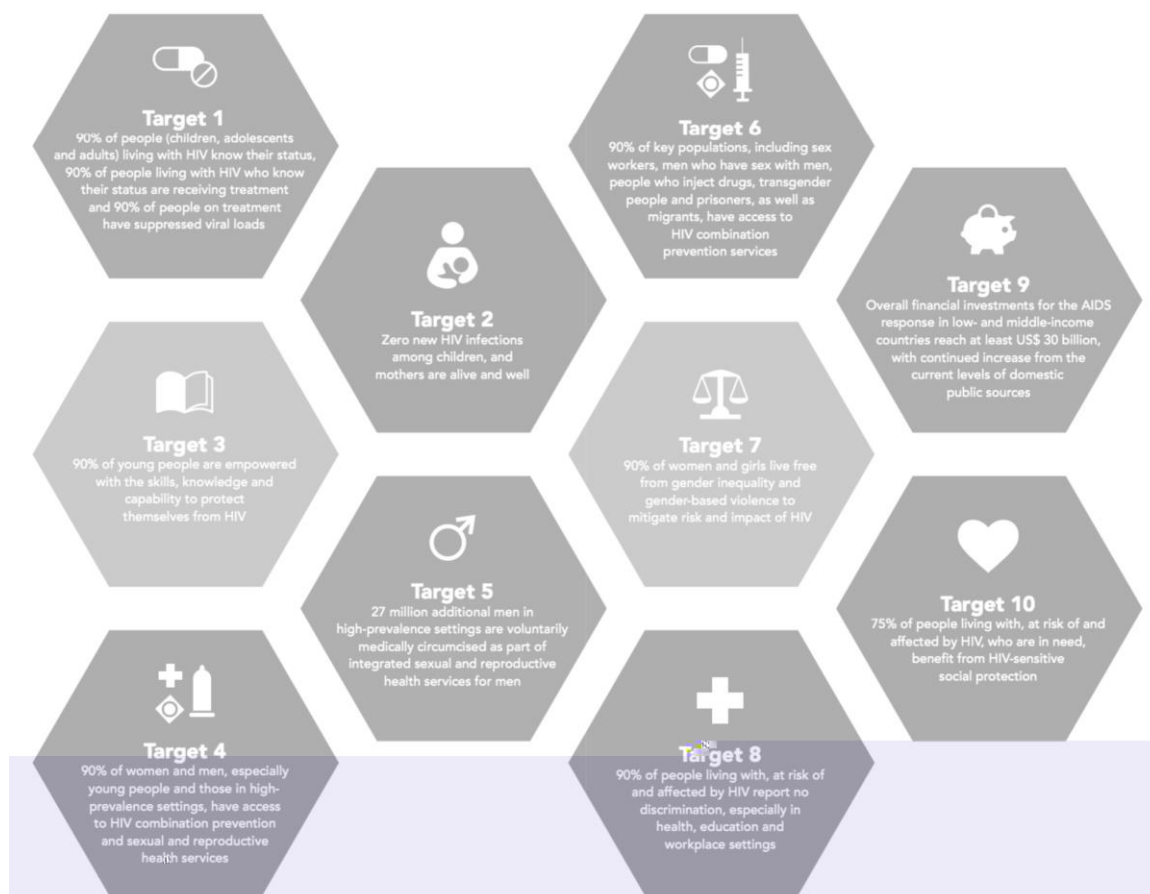 Target 1
90% of people (children, adolescents
and adults) living with HIV know their status,
90% of people living with HIV who know
their status are receiving treatment
and 90% of people on treatment
have suppressed viral loads
Target 2
Zero new HIV infections
among children, and
mothers are alive and well
Target 3
90% of young people are empowered
with the skills, knowledge and
capability to protect
themselves from HIV
Target 4
90% of women and men, especially
young people and those in high-
prevalence settings, have access
to HIV combination prevention
and sexual and reproductive
health services
Target 5
27 million additional men in
high-prevalence settings are voluntarily
medically circumcised as part of
integrated sexual and reproductive
health services for men
Target 6
90% of key populations, including sex
workers, men who have sex with men,
people who inject drugs, transgender
people and prisoners, as well as
migrants, have access to
HIV combination
prevention services
Target 7
90% of women and girls live free
from gender inequality and
gender-based violence to
mitigate risk and impact of HIV
Target 8
90% of people living with, at risk of
and affected by HIV report no
discrimination, especially in
health, education and
workplace settings
Target 9
Overall financial investments for the AIDS
response in low- and middle-income
countries reach at least US$ 30 billion,
with continued increase from the
current levels of domestic
public sources
Target 10
75% of people living with, at risk of and
affected by HIV, who are in need,
benefit from HIV-sensitive
social protection